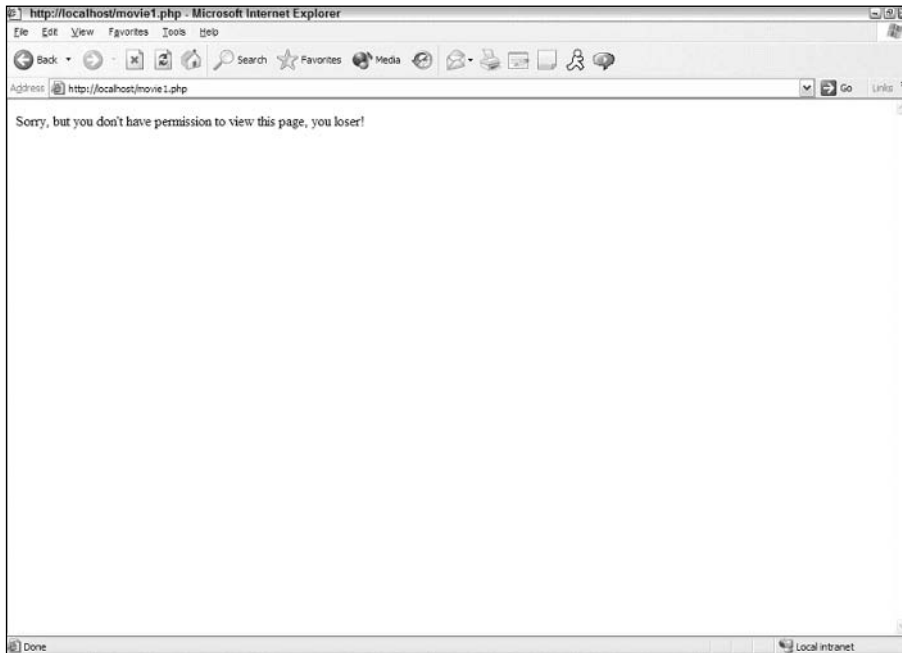 http://localhost/movie1.php - Microsoft Internet Explorer
File Edit View Favorites Tools Help
Back Search Favorites Media
Address http://localhost/movie1.php Go Links
Sorry, but you don't have permission to view this page, you loser!
Done Local intranet